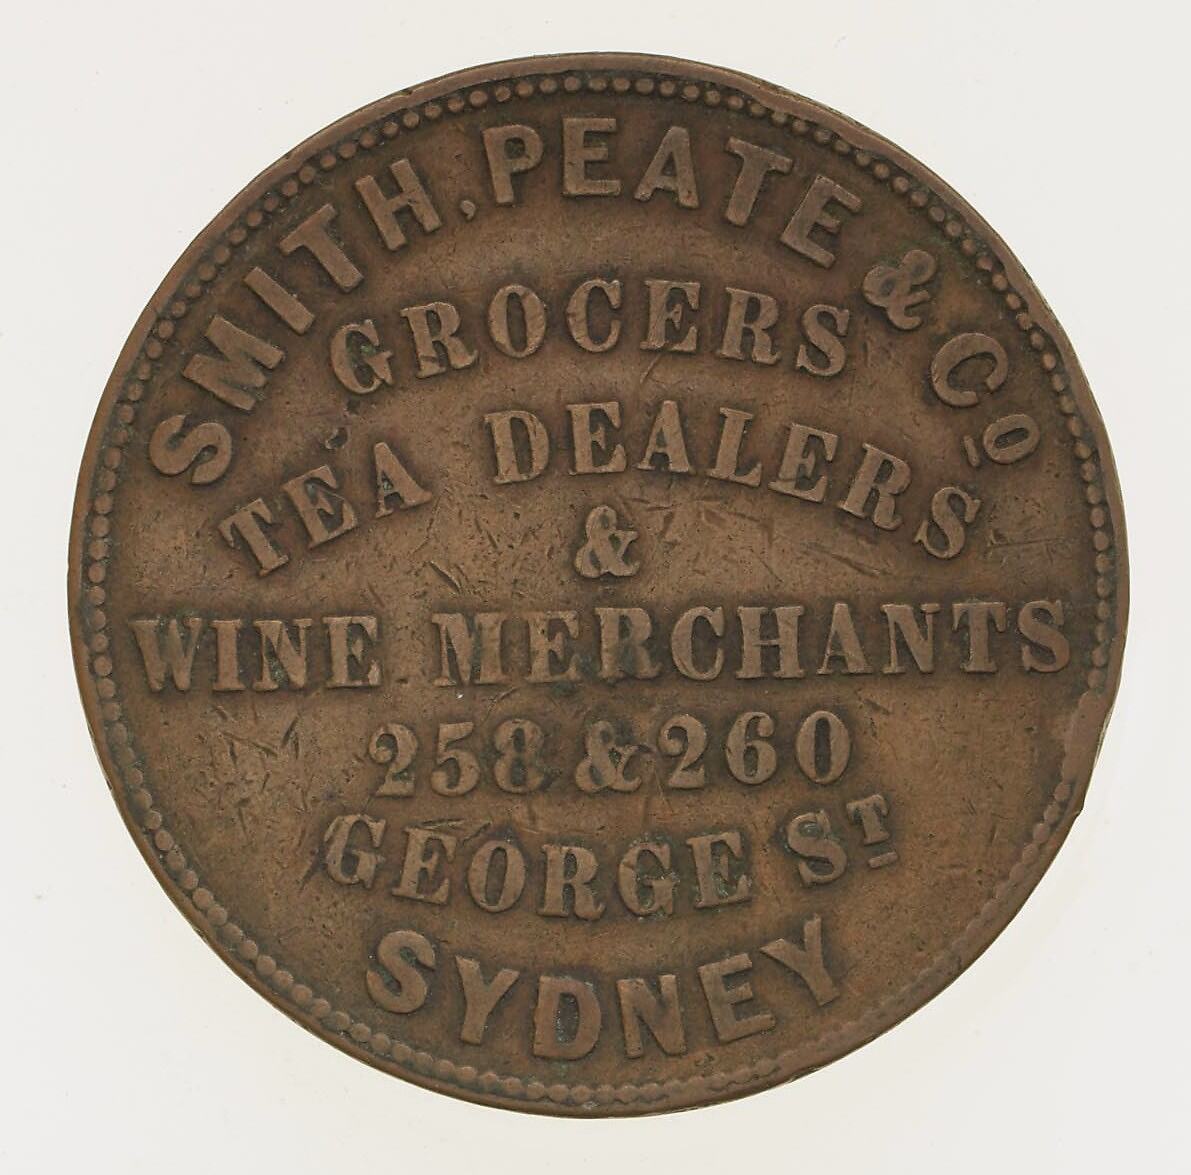 SMITH, PEATE & Co
GROCERS
TEA DEALERS
&
WINE MERCHANTS
258 & 260
GEORGE ST
SYDNEY